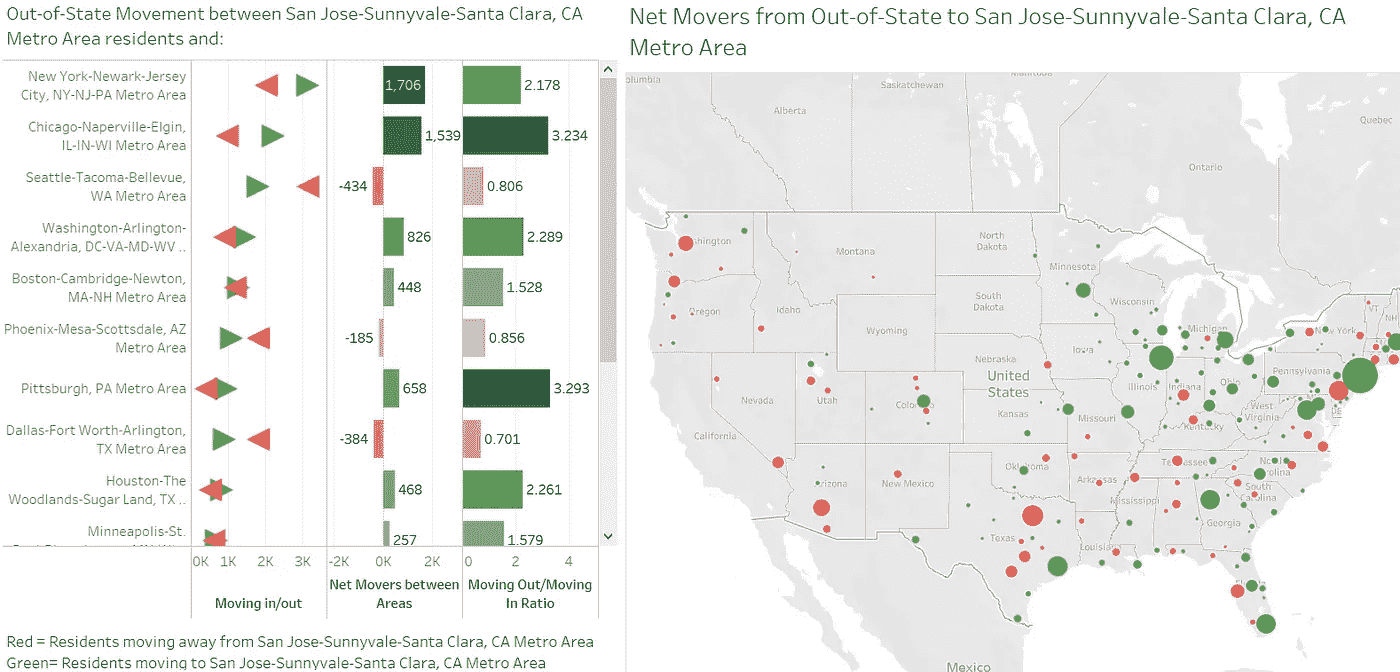 Out-of-State Movement between San Jose-Sunnyvale-Santa Clara, CA
Metro Area residents and:
New York-Newark-Jersey
City, NY-NJ-PA Metro Area
1,706
2.178
Chicago-Naperville-Elgin,
IL-IN-WI Metro Area
1,539
3.234
Seattle-Tacoma-Bellevue,
WA Metro Area
-434
0.806
Washington-Arlington-
Alexandria, DC-VA-MD-WV ..
826
2.289
Boston-Cambridge-Newton,
MA-NH Metro Area
448
1.528
Phoenix-Mesa-Scottsdale, AZ
Metro Area
-185
0.856
Pittsburgh, PA Metro Area
658
3.293
Dallas-Fort Worth-Arlington,
TX Metro Area
-384
0.701
Houston-The
Woodlands-Sugar Land, TX ..
468
2.261
Minneapolis-St.
257
1.579
0K 1K 2K 3K
-2K 0K 2K
0 2 4
Moving in/out
Net Movers between
Areas
Moving Out/Moving
In Ratio
Red = Residents moving away from San Jose-Sunnyvale-Santa Clara, CA Metro Area
Green= Residents moving to San Jose-Sunnyvale-Santa Clara, CA Metro Area
Net Movers from Out-of-State to San Jose-Sunnyvale-Santa Clara, CA
Metro Area
olumbia
Alberta
Saskatchewan
Manitoba
Ontario
Quebec
shington
Montana
North
Dakota
Minnesota
Oregon
Idaho
Wyoming
South
Dakota
Wisconsin
Michigan
New York
VT
NH
Nebraska
Iowa
Illinois
Indiana
Ohio
Pennsylvania
Nevada
Utah
United
States
Kansas
Missouri
West
Virginia
Kentucky
California
Arizona
New Mexico
Oklahoma
Arkansas
Tennessee
North
Carolina
South
Carolina
Mississippi
Georgia
Texas
Louisiana
Mexico